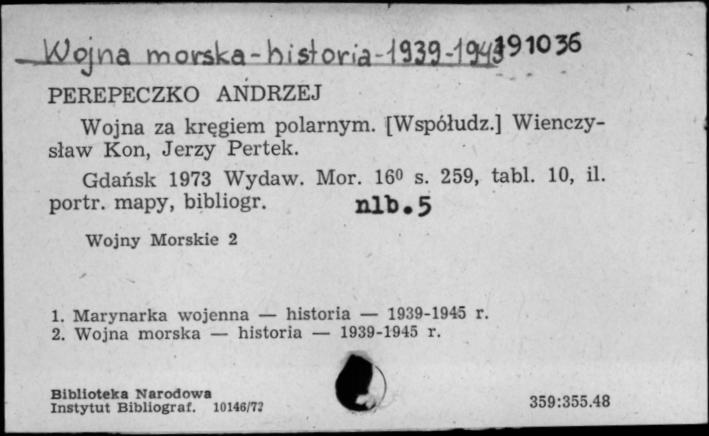 Wojna morska-historia-1939-1945 191036
PEREPECZKO ANDRZEJ
Wojna za kręgiem polarnym. [Współudz.] Wienczy-
sław Kon, Jerzy Pertek.
Gdańsk 1973 Wydaw. Mor. 16⁰ s. 259, tabl. 10, il.
portr. mapy, bibliogr. nlb.5
Wojny Morskie 2
1. Marynarka wojenna — historia — 1939-1945 r.
2. Wojna morska — historia — 1939-1945 r.
Biblioteka Narodowa
Instytut Bibliograf. 10146/73 359:355.48